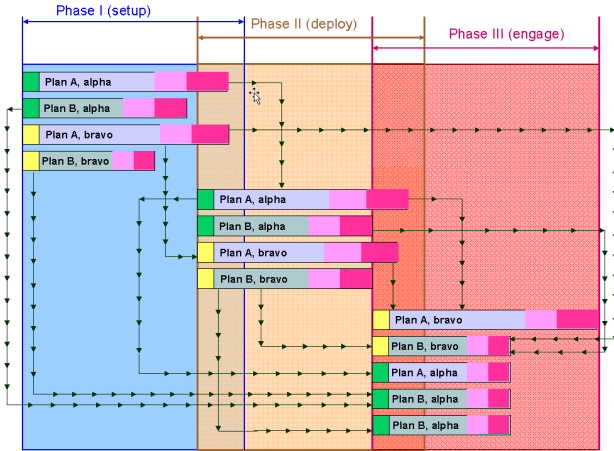 Phase I (setup)
Phase II (deploy)
Phase III (engage)
Plan A, alpha
Plan B, alpha
Plan A, bravo
Plan B, bravo
Plan A, alpha
Plan B, alpha
Plan A, bravo
Plan B, bravo
Plan A, bravo
Plan B, bravo
Plan A, alpha
Plan B, alpha
Plan B, alpha